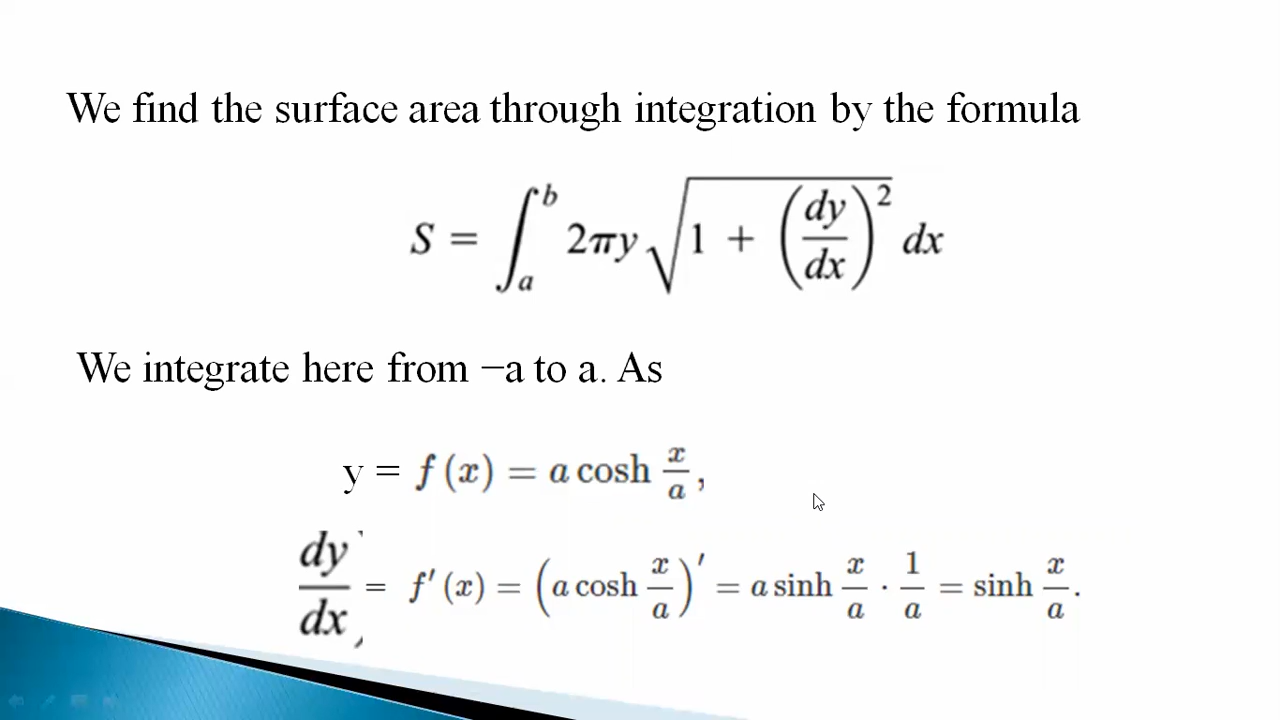 We find the surface area through integration by the formula
S = ∫_a^b 2πy √(1 + (dy/dx)^2) dx
We integrate here from −a to a. As
y = f (x) = a cosh x/a ,
dy/dx = f′ (x) = (a cosh x/a)′ = a sinh x/a · 1/a = sinh x/a .